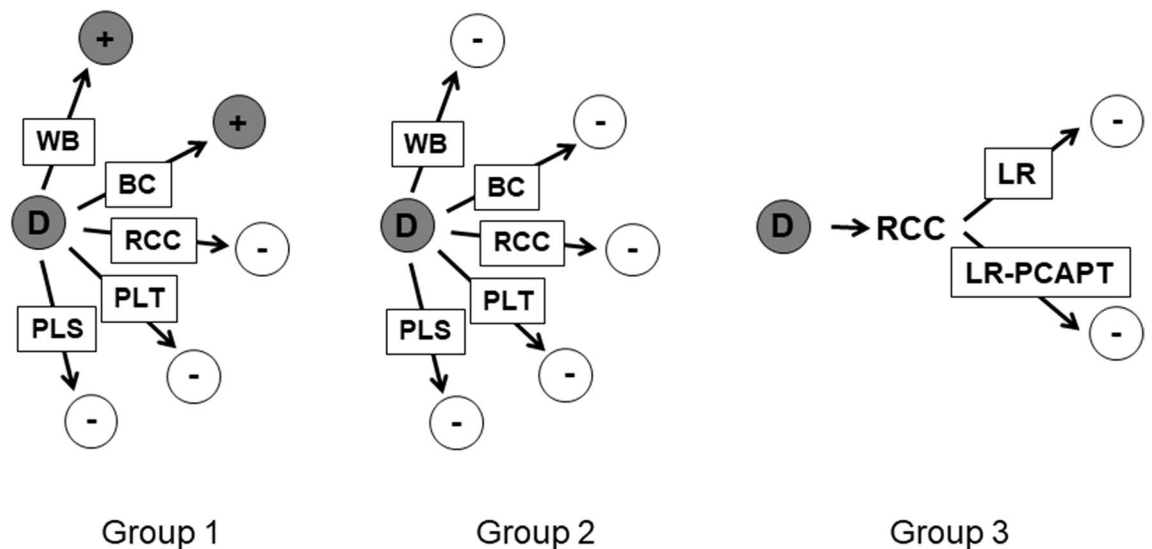 +
+
WB
BC
D
RCC
-
PLT
PLS
-
-
-
-
WB
BC
D
RCC
-
PLT
PLS
-
-
-
LR
D
RCC
LR-PCAPT
-
Group 1
Group 2
Group 3